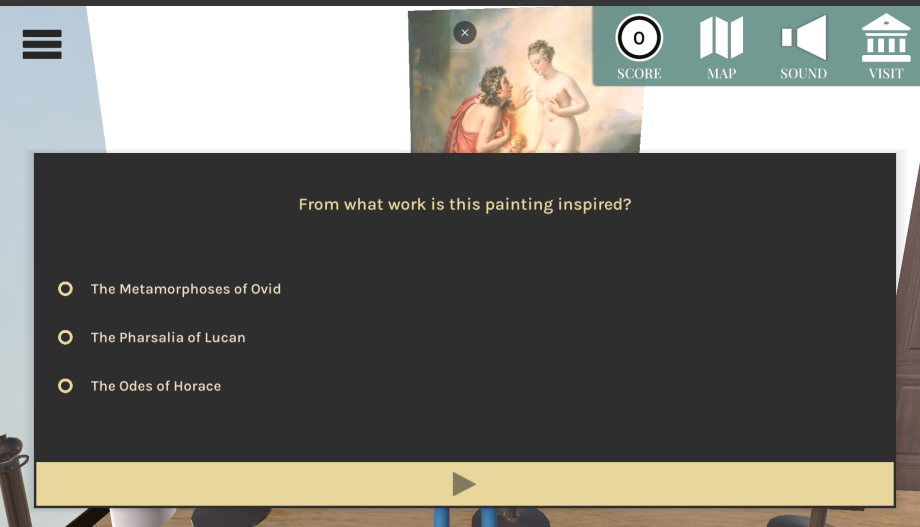 0
SCORE
MAP
SOUND
VISIT
From what work is this painting inspired?
The Metamorphoses of Ovid
The Pharsalia of Lucan
The Odes of Horace